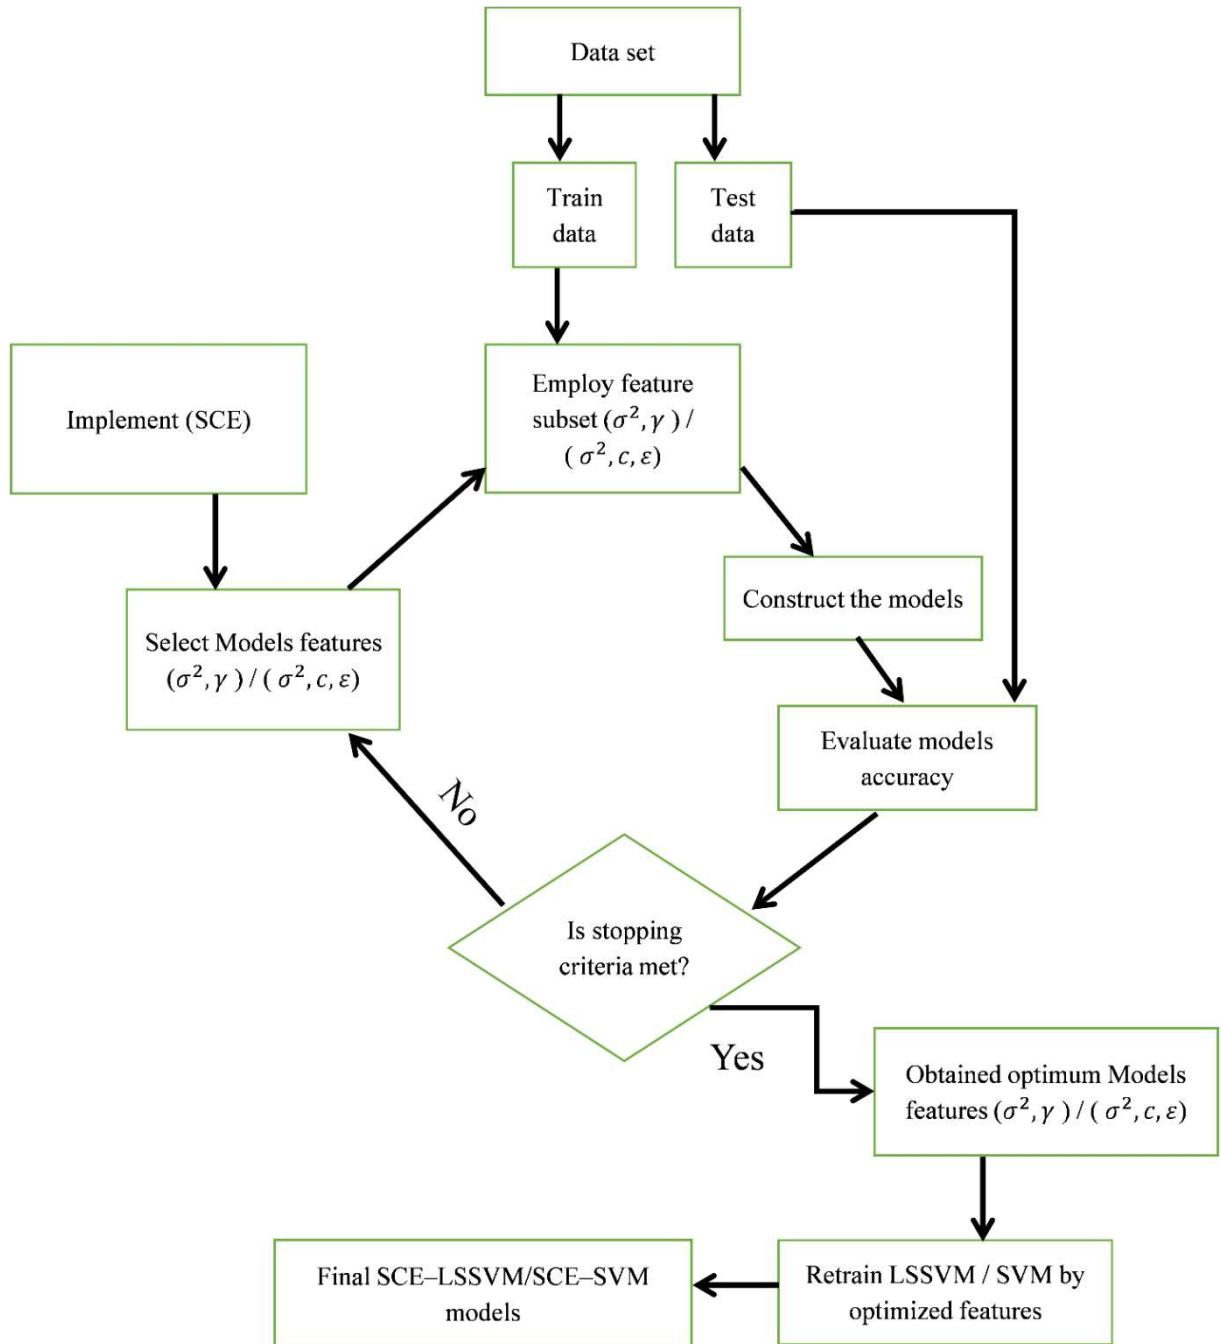 Data set
Train
data
Test
data
Implement (SCE)
Employ feature
subset (σ², γ ) /
( σ², c, ε)
Select Models features
(σ², γ ) / ( σ², c, ε)
Construct the models
Evaluate models
accuracy
No
Is stopping
criteria met?
Yes
Obtained optimum Models
features (σ², γ ) / ( σ², c, ε)
Retrain LSSVM / SVM by
optimized features
Final SCE–LSSVM/SCE–SVM
models